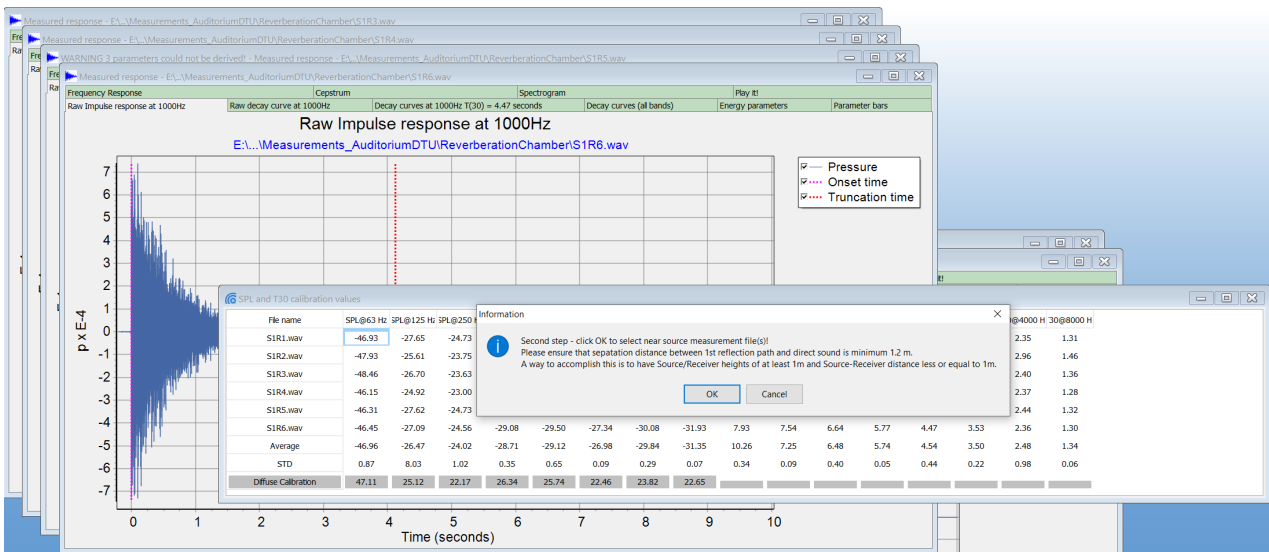 Measured response - E:\...\Measurements_AuditoriumDTU\ReverberationChamber\S1R3.wav
Measured response - E:\...\Measurements_AuditoriumDTU\ReverberationChamber\S1R4.wav
WARNING 3 parameters could not be derived! - Measured response - E:\...\Measurements_AuditoriumDTU\ReverberationChamber\S1R5.wav
Measured response - E:\...\Measurements_AuditoriumDTU\ReverberationChamber\S1R6.wav
Fre
Ra
Fre
Ra
Fre
Ra
Frequency Response Cepstrum Spectrogram Play it!
Raw Impulse response at 1000Hz Raw decay curve at 1000Hz Decay curves at 1000Hz T(30) = 4.47 seconds Decay curves (all bands) Energy parameters Parameter bars
Raw Impulse response at 1000Hz
E:\...\Measurements_AuditoriumDTU\ReverberationChamber\S1R6.wav
Pressure
Onset time
Truncation time
p x E-4
7
6
5
4
3
2
1
0
-1
-2
-3
-4
-5
-6
-7
0 1 2 3 4 5 6 7 8 9 10
Time (seconds)
it!
SPL and T30 calibration values
File name SPL@63 Hz SPL@125 Hz SPL@250 H @4000 H 30@8000 H
S1R1.wav -46.93 -27.65 -24.73 2.35 1.31
S1R2.wav -47.93 -25.61 -23.75 2.96 1.46
S1R3.wav -48.46 -26.70 -23.63 2.40 1.36
S1R4.wav -46.15 -24.92 -23.00 2.37 1.28
S1R5.wav -46.31 -27.62 -24.73 2.44 1.32
S1R6.wav -46.45 -27.09 -24.56 -29.08 -29.50 -27.34 -30.08 -31.93 7.93 7.54 6.64 5.77 4.47 3.53 2.36 1.30
Average -46.96 -26.47 -24.02 -28.71 -29.12 -26.98 -29.84 -31.35 10.26 7.25 6.48 5.74 4.54 3.50 2.48 1.34
STD 0.87 8.03 1.02 0.35 0.65 0.09 0.29 0.07 0.34 0.09 0.40 0.05 0.44 0.22 0.98 0.06
Diffuse Calibration 47.11 25.12 22.17 26.34 25.74 22.46 23.82 22.65
Information
Second step - click OK to select near source measurement file(s)!
Please ensure that sepatation distance between 1st reflection path and direct sound is minimum 1.2 m.
A way to accomplish this is to have Source/Receiver heights of at least 1m and Source-Receiver distance less or equal to 1m.
OK Cancel